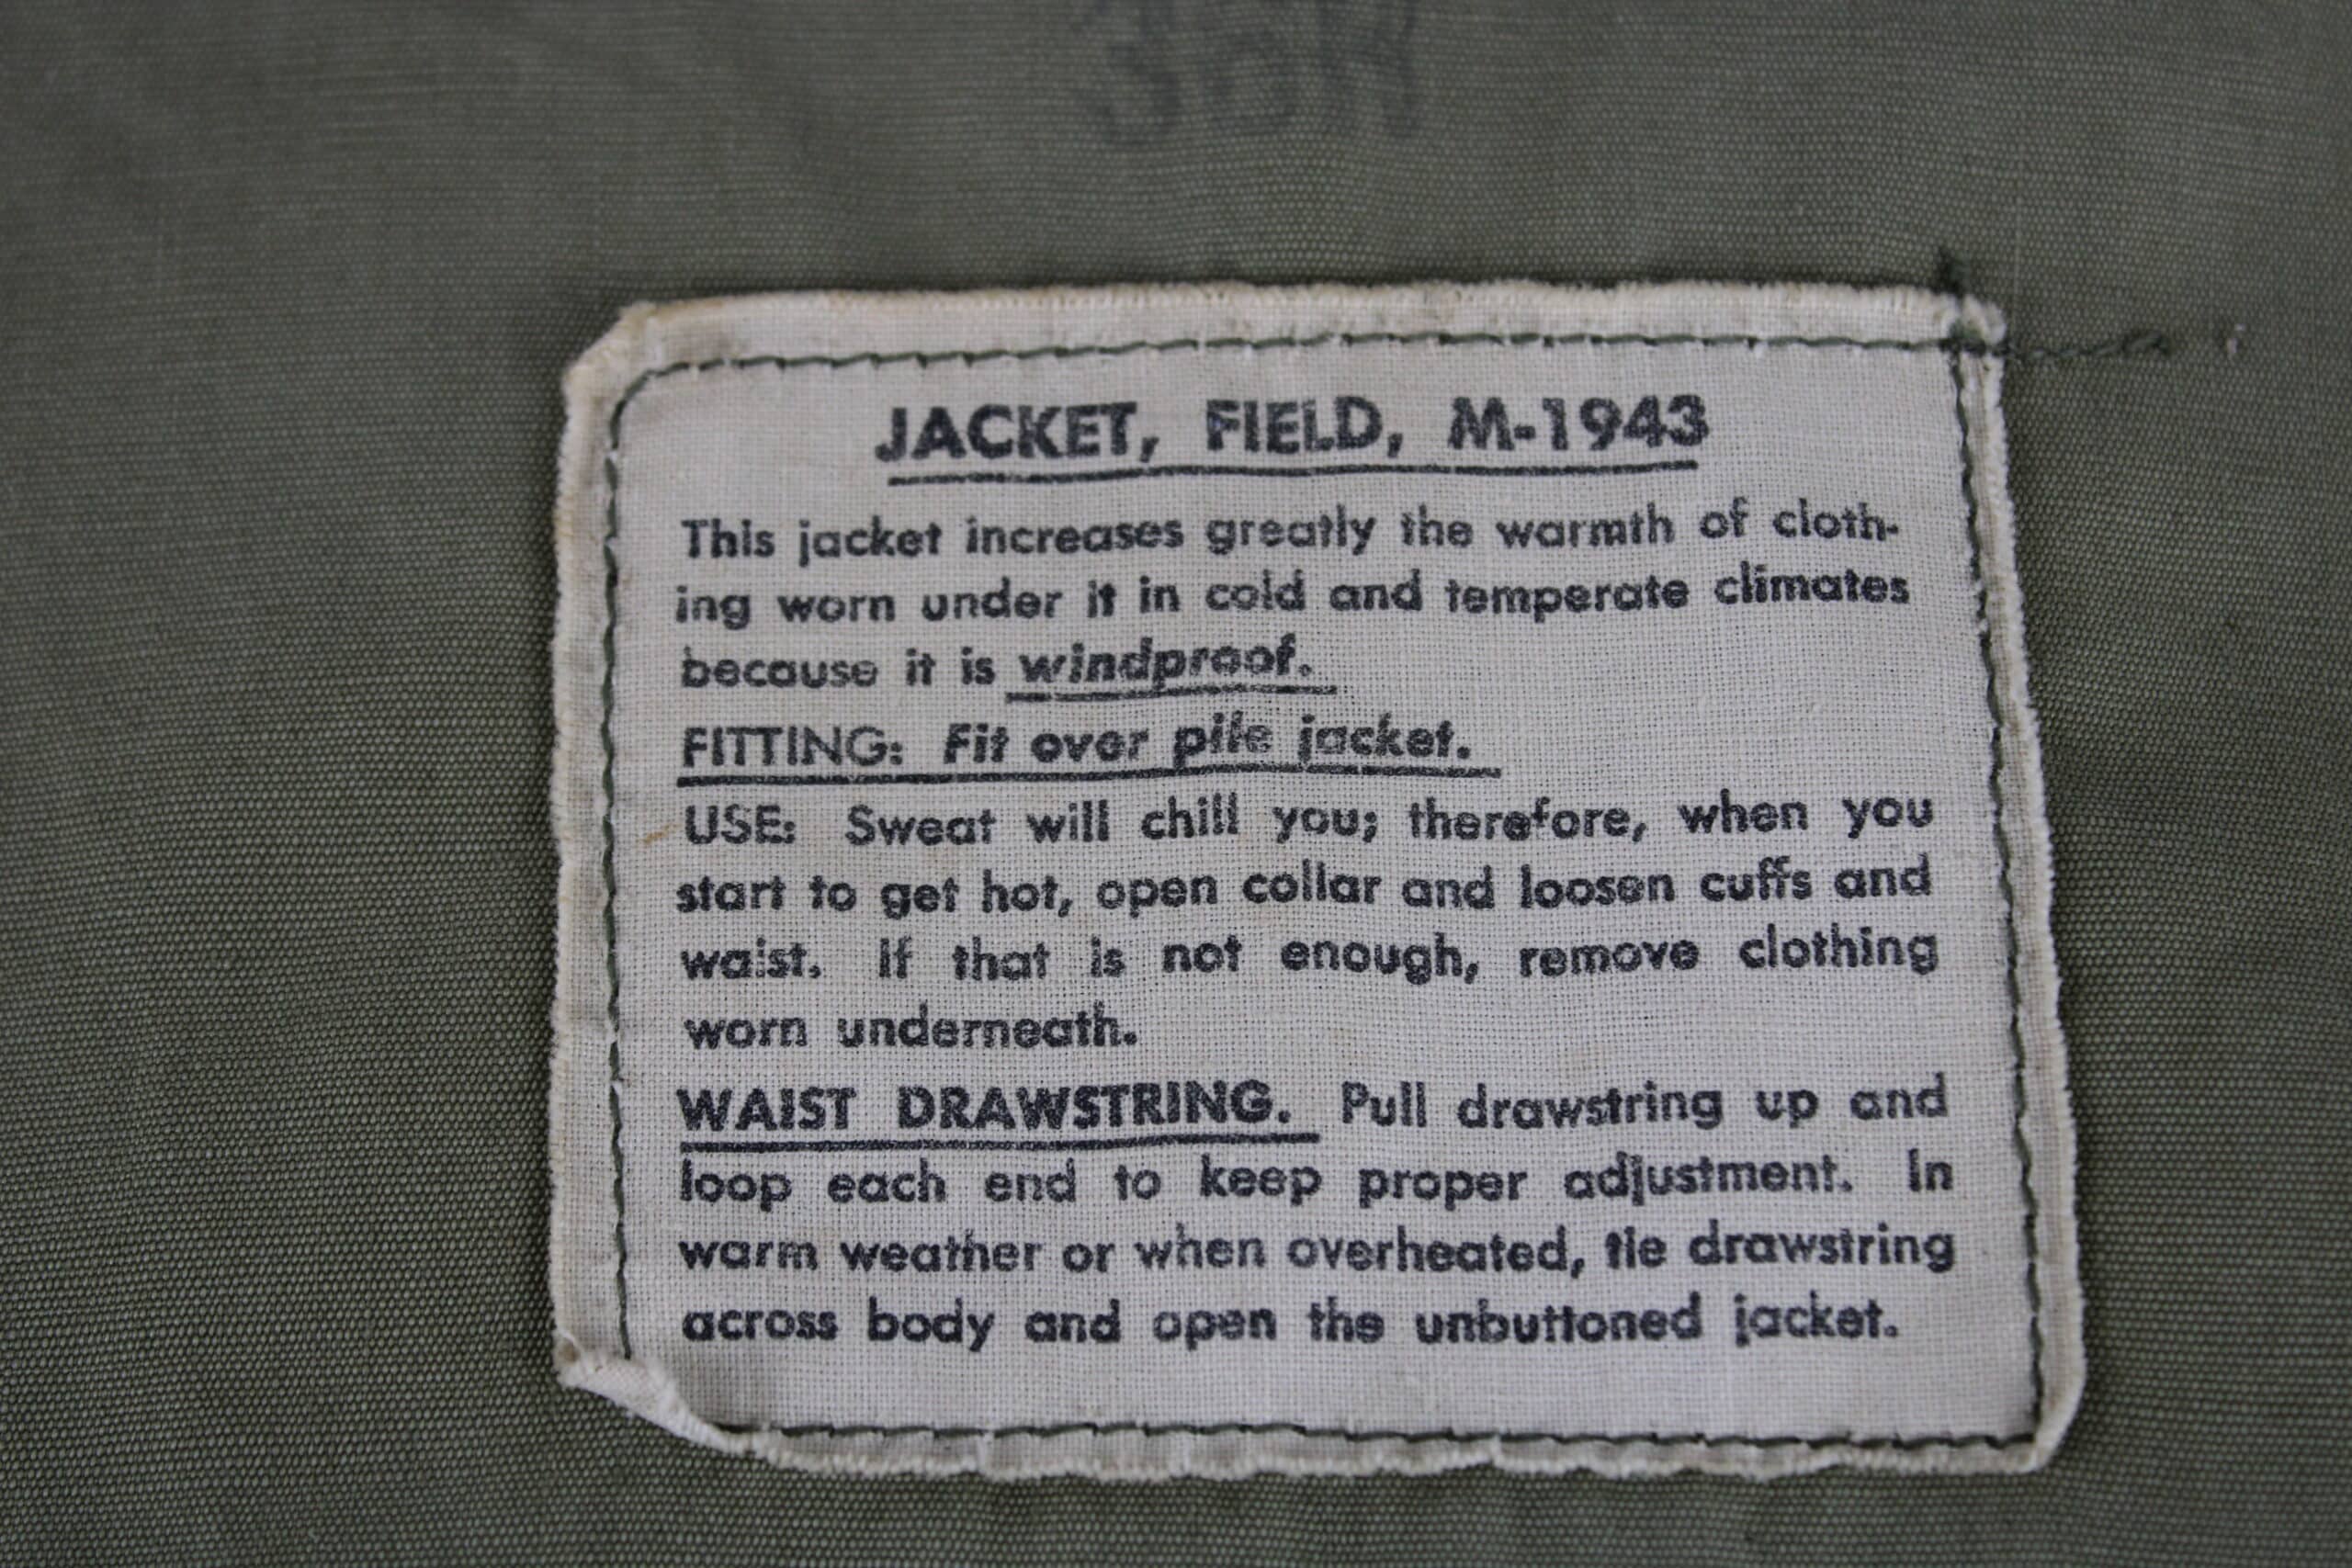 JACKET, FIELD, M-1943
This jacket increases greatly the warmth of cloth-
ing worn under it in cold and temperate climates
because it is windproof.
FITTING: Fit over pile jacket.
USE: Sweat will chill you; therefore, when you
start to get hot, open collar and loosen cuffs and
waist. If that is not enough, remove clothing
worn underneath.
WAIST DRAWSTRING. Pull drawstring up and
loop each end to keep proper adjustment. In
warm weather or when overheated, tie drawstring
across body and open the unbuttoned jacket.